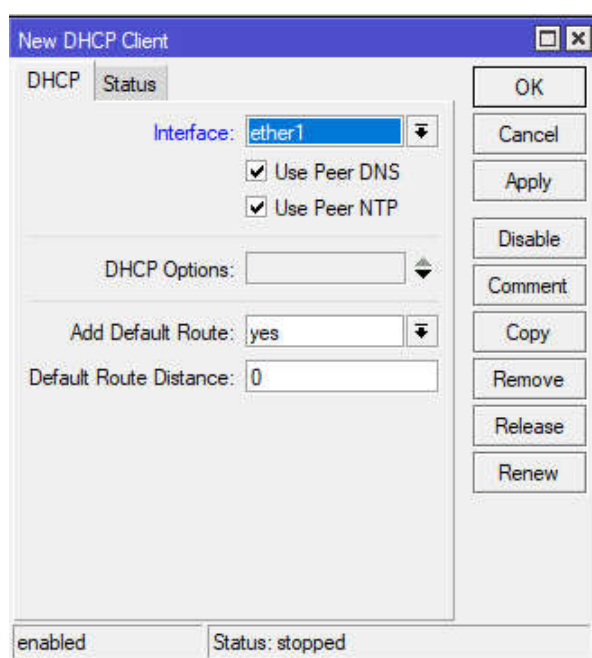 New DHCP Client
DHCP Status
Interface: ether1
Use Peer DNS
Use Peer NTP
DHCP Options:
Add Default Route: yes
Default Route Distance: 0
OK
Cancel
Apply
Disable
Comment
Copy
Remove
Release
Renew
enabled Status: stopped